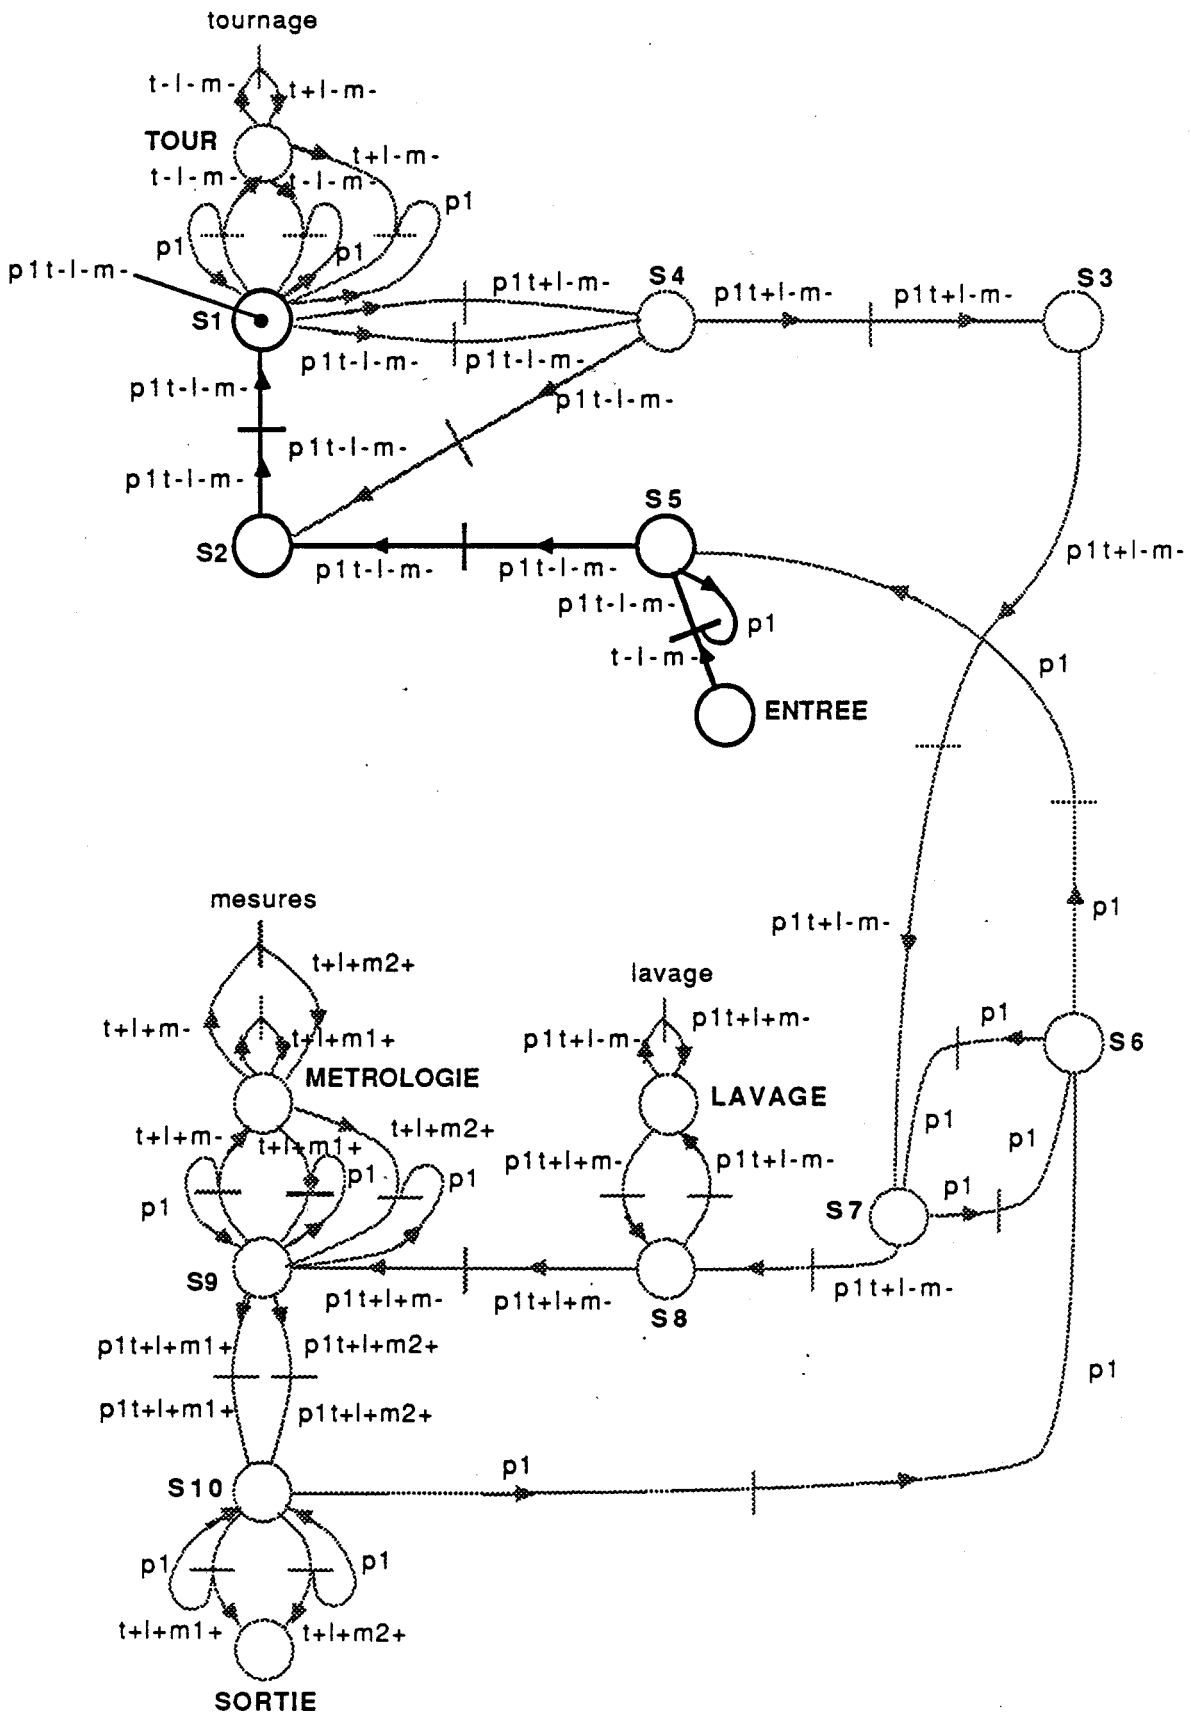 tournage
t-l-m-
t+l-m-
TOUR
t+l-m-
t-l-m-
t-l-m-
p1
p1
p1
p1t-l-m-
S1
p1t+l-m-
S4
p1t+l-m-
p1t+l-m-
S3
p1t-l-m-
p1t-l-m-
p1t-l-m-
p1t-l-m-
p1t-l-m-
p1t-l-m-
S2
S5
p1t+l-m-
p1t-l-m-
p1t-l-m-
p1t-l-m-
p1
t-l-m-
p1
ENTREE
mesures
p1t+l-m-
p1
t+l+m2+
lavage
t+l+m-
t+l+m1+
p1t+l-m-
p1t+l+m-
p1
S6
METROLOGIE
LAVAGE
t+l+m-
t+l+m1+
t+l+m2+
p1
p1
p1t+l+m-
p1t+l-m-
p1
p1
p1
p1
S7
S9
p1t+l+m-
p1t+l+m-
S8
p1t+l-m-
p1t+l+m1+
p1t+l+m2+
p1
p1t+l+m1+
p1t+l+m2+
S10
p1
p1
p1
t+l+m1+
t+l+m2+
SORTIE